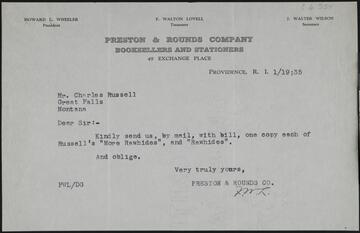 HOWARD L. WHEELER
President
F. WALTON LOVELL
Treasurer
J. WALTER WILSON
Secretary
PRESTON & ROUNDS COMPANY
BOOKSELLERS AND STATIONERS
49 EXCHANGE PLACE
PROVIDENCE, R. I. 1/19;35
Mr. Charles Russell
Great Falls
Montana
Dear Sir:-
Kindly send us, by mail, with bill, one copy each of
Russell's "More Rawhides", and "Rawhides".
And oblige.
Very truly yours,
FWL/DG
PRESTON & ROUNDS CO.